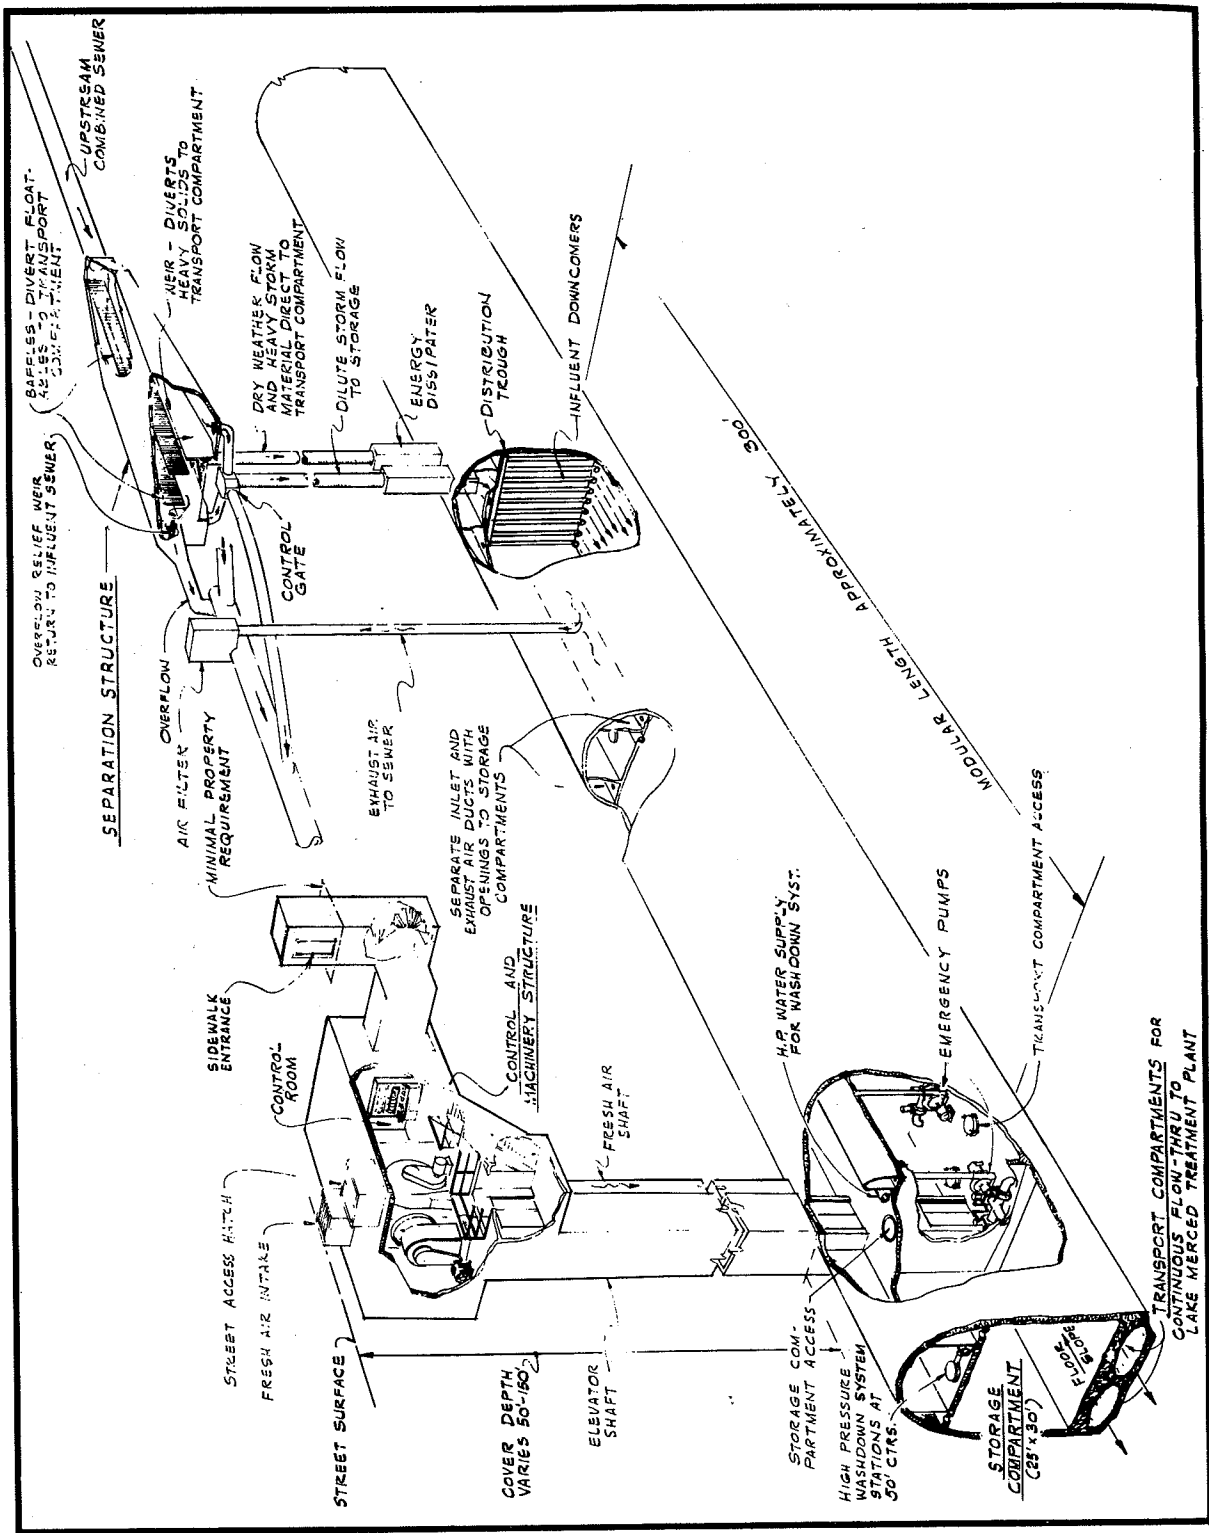 BAFFLES - DIVERT FLOAT-
ABLES TO TRANSPORT
COMPARTMENT
UPSTREAM
COMBINED SEWER
WEIR - DIVERTS
HEAVY SOLIDS TO
TRANSPORT COMPARTMENT
OVERFLOW RELIEF WEIR
RETURN TO INFLUENT SEWER
SEPARATION STRUCTURE
DRY WEATHER FLOW
AND HEAVY STORM
MATERIAL DIRECT TO
TRANSPORT COMPARTMENT
DILUTE STORM FLOW
TO STORAGE
ENERGY
DISSIPATER
DISTRIBUTION
TROUGH
INFLUENT DOWNCOMERS
CONTROL
GATE
OVERFLOW
AIR FILTER
MINIMAL PROPERTY
REQUIREMENT
EXHAUST AIR
TO SEWER
SEPARATE INLET AND
EXHAUST AIR DUCTS WITH
OPENINGS TO STORAGE
COMPARTMENTS
MODULAR LENGTH APPROXIMATELY 300'
SIDEWALK
ENTRANCE
CONTROL
ROOM
CONTROL AND
MACHINERY STRUCTURE
STREET ACCESS HATCH
FRESH AIR INTAKE
STREET SURFACE
COVER DEPTH
VARIES 50'-150'
ELEVATOR
SHAFT
FRESH AIR
SHAFT
H.P. WATER SUPPLY
FOR WASHDOWN SYST.
EMERGENCY PUMPS
TRANSPORT COMPARTMENT ACCESS
STORAGE COM-
PARTMENT ACCESS
HIGH PRESSURE
WASHDOWN SYSTEM
STATIONS AT
50' CTRS.
STORAGE
COMPARTMENT
(25' x 30')
FLOOR
SLOPE
TRANSPORT COMPARTMENTS FOR
CONTINUOUS FLOW-THRU TO
LAKE MERCED TREATMENT PLANT